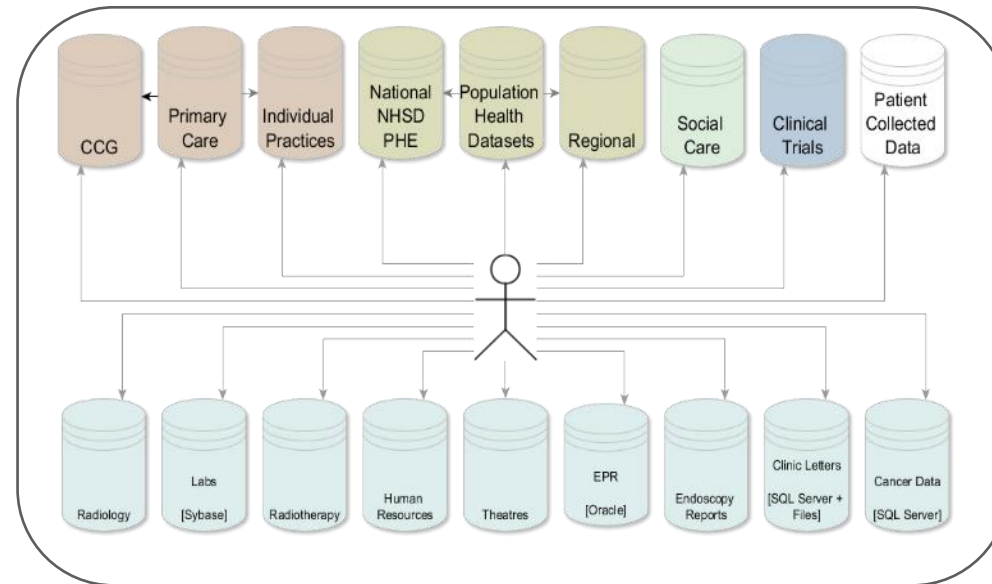 CCG
Primary
Care
Individual
Practices
National
NHSD
PHE
Population
Health
Datasets
Regional
Social
Care
Clinical
Trials
Patient
Collected
Data
Radiology
Labs
[Sybase]
Radiotherapy
Human
Resources
Theatres
EPR
[Oracle]
Endoscopy
Reports
Clinic Letters
[SQL Server +
Files]
Cancer Data
[SQL Server]